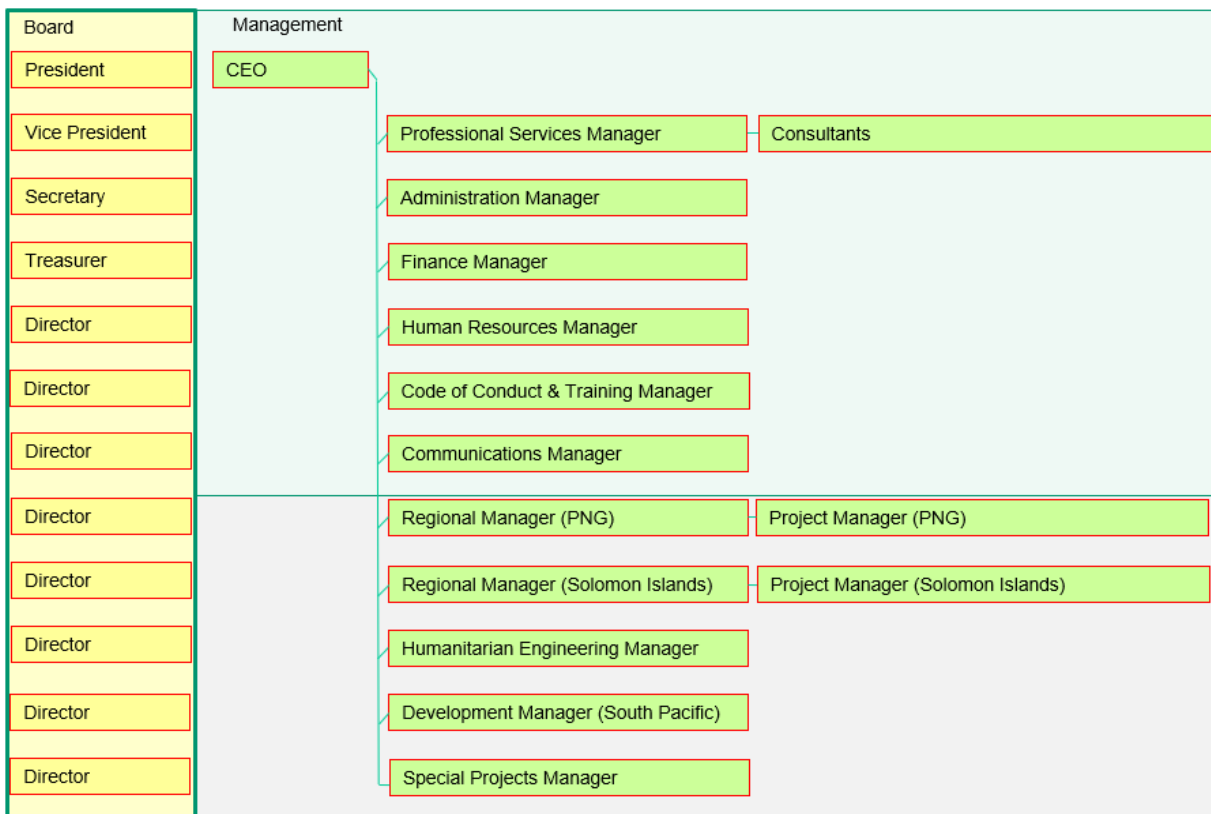 Board
Management
President
CEO
Vice President
Professional Services Manager
Consultants
Secretary
Administration Manager
Treasurer
Finance Manager
Director
Human Resources Manager
Director
Code of Conduct & Training Manager
Director
Communications Manager
Director
Regional Manager (PNG)
Project Manager (PNG)
Director
Regional Manager (Solomon Islands)
Project Manager (Solomon Islands)
Director
Humanitarian Engineering Manager
Director
Development Manager (South Pacific)
Director
Special Projects Manager